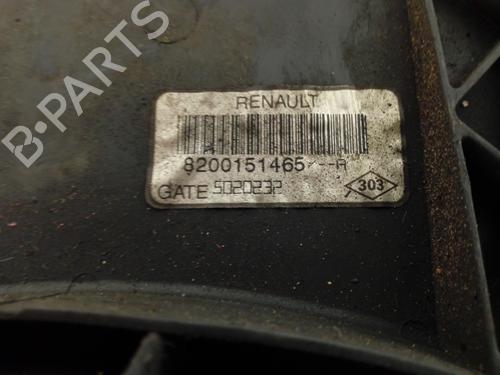 B-PARTS
RENAULT
8200151465 --A
GATE 502023P
303